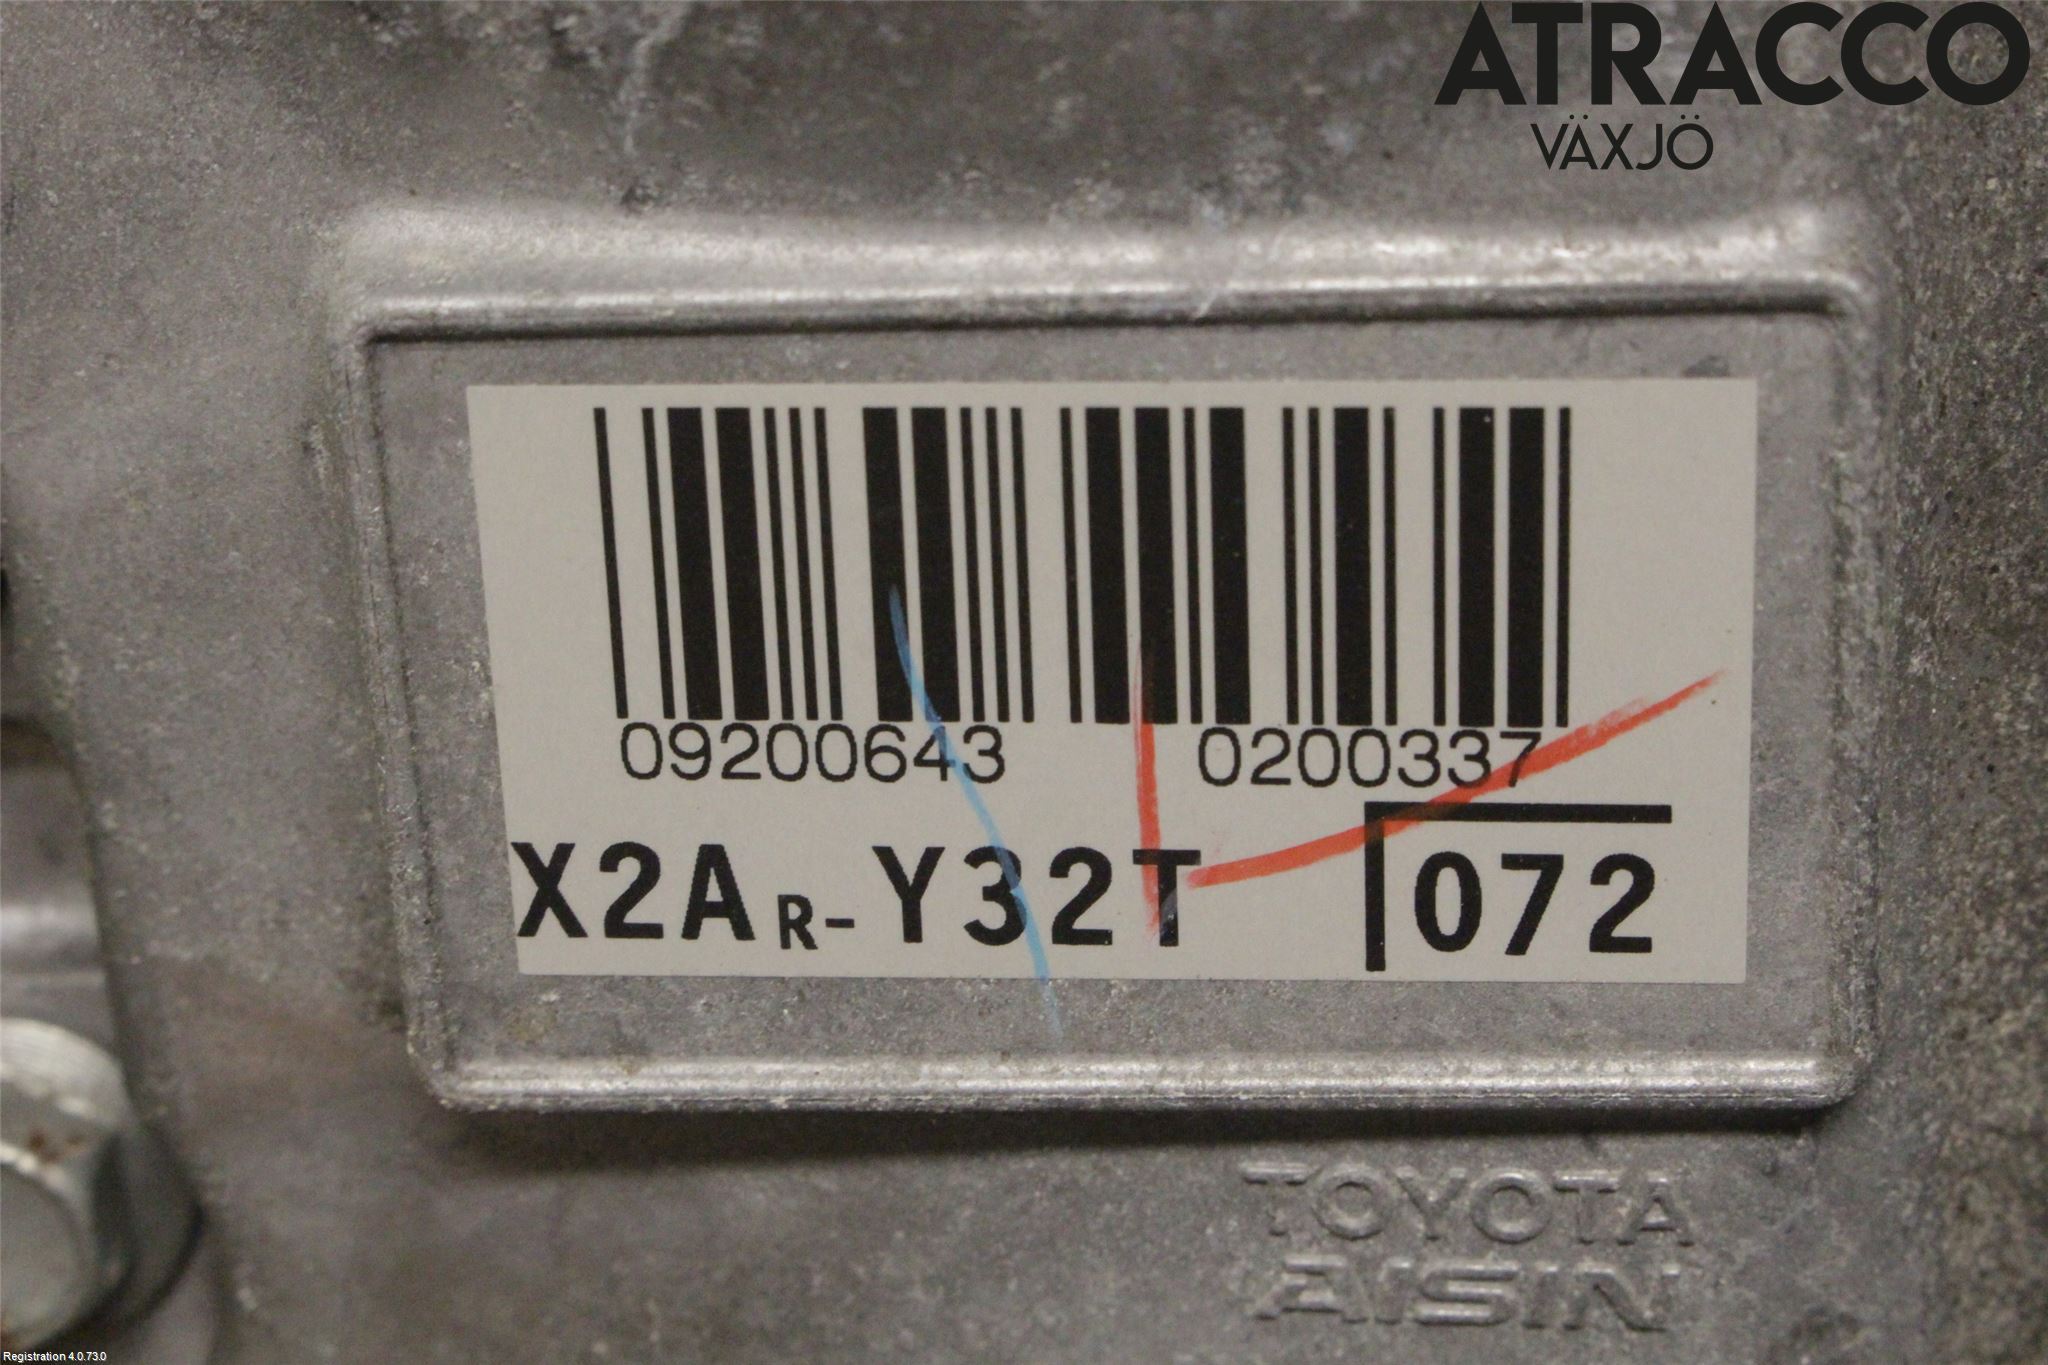 ATRACCO
VÄXJÖ
09200643 0200337
X2AR-Y32T 072
TOYOTA
AISIN
Registration 4.0.73.0